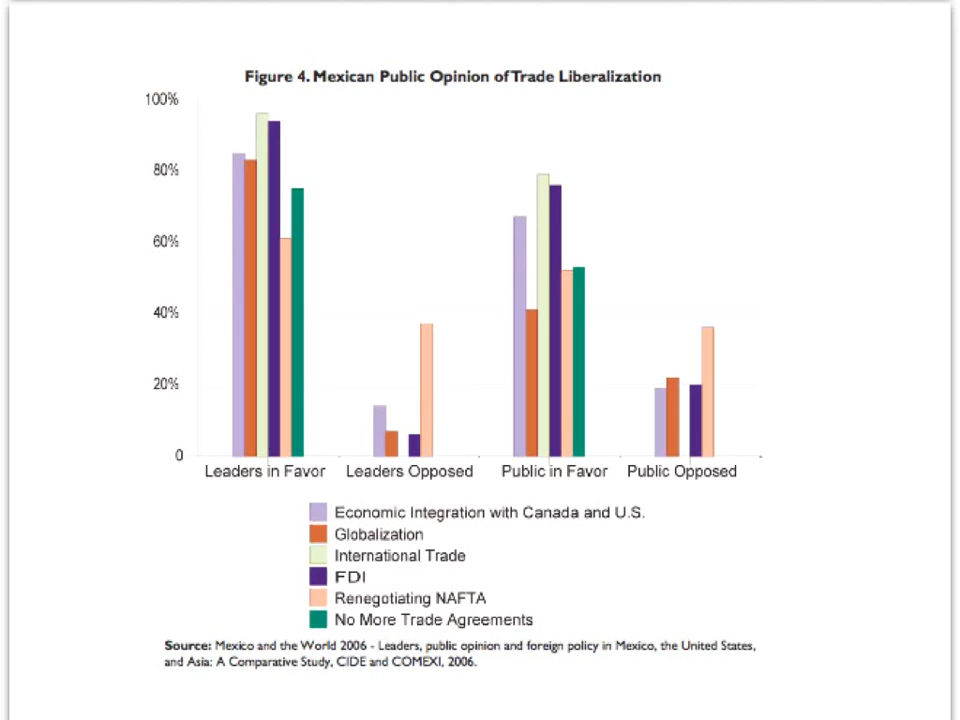 Figure 4. Mexican Public Opinion of Trade Liberalization
100%
80%
60%
40%
20%
0
Leaders in Favor Leaders Opposed Public in Favor Public Opposed
Economic Integration with Canada and U.S.
Globalization
International Trade
FDI
Renegotiating NAFTA
No More Trade Agreements
Source: Mexico and the World 2006 - Leaders, public opinion and foreign policy in Mexico, the United States,
and Asia: A Comparative Study, CIDE and COMEXI, 2006.